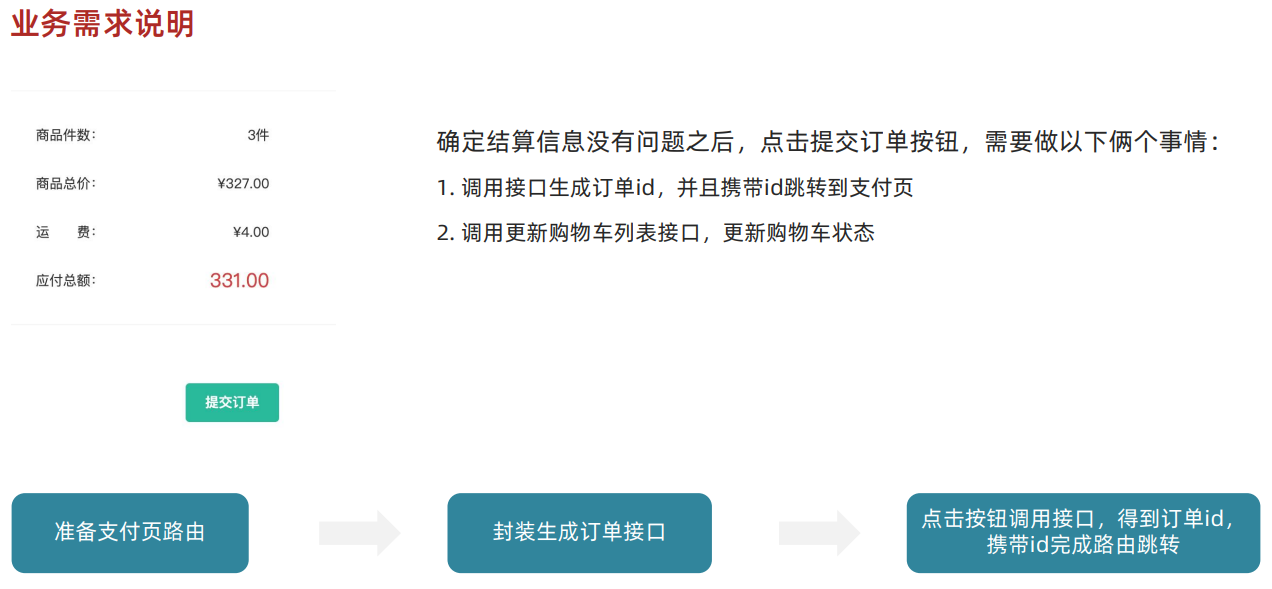 业务需求说明
商品件数： 3件
商品总价： ¥327.00
运　　费： ¥4.00
应付总额： 331.00
提交订单
确定结算信息没有问题之后，点击提交订单按钮，需要做以下俩个事情：
1. 调用接口生成订单id，并且携带id跳转到支付页
2. 调用更新购物车列表接口，更新购物车状态
准备支付页路由
封装生成订单接口
点击按钮调用接口，得到订单id，
携带id完成路由跳转